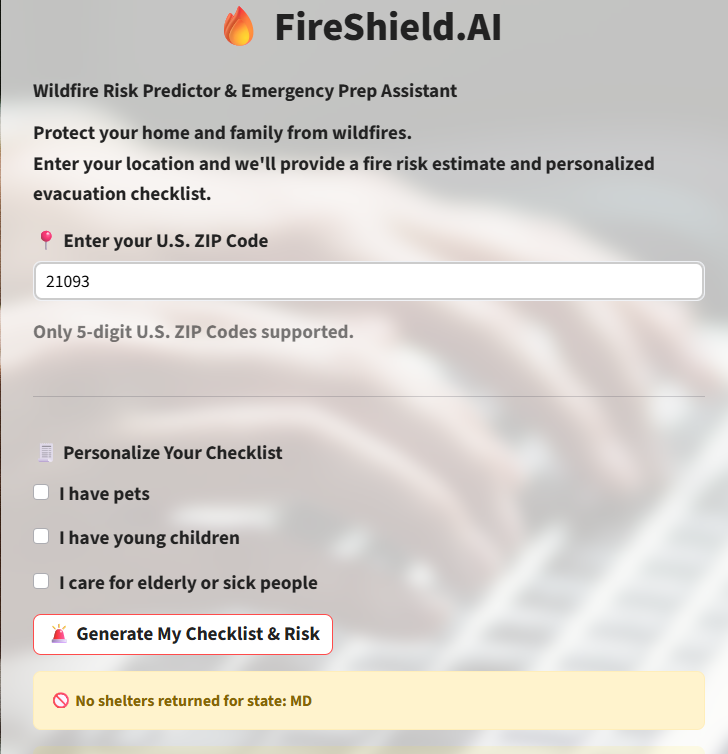 FireShield.AI
Wildfire Risk Predictor & Emergency Prep Assistant
Protect your home and family from wildfires.
Enter your location and we'll provide a fire risk estimate and personalized
evacuation checklist.
Enter your U.S. ZIP Code
21093
Only 5-digit U.S. ZIP Codes supported.
Personalize Your Checklist
I have pets
I have young children
I care for elderly or sick people
Generate My Checklist & Risk
No shelters returned for state: MD